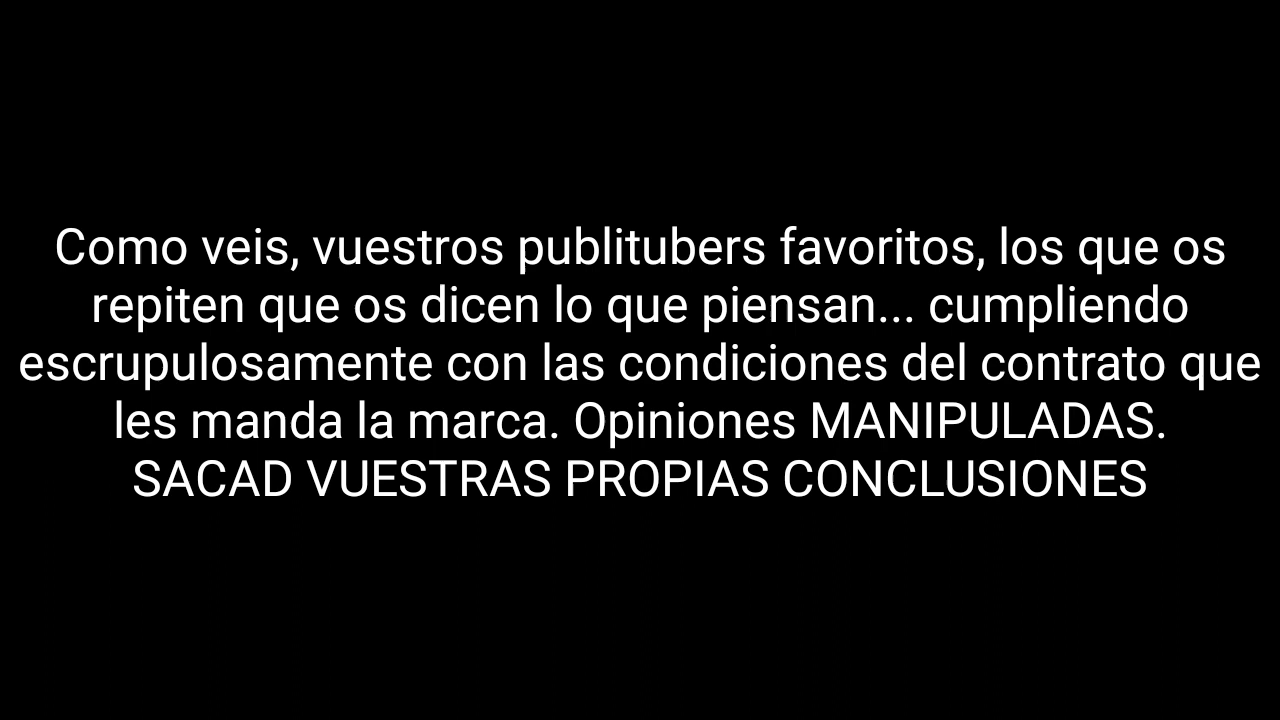 Como veis, vuestros publitubers favoritos, los que os
repiten que os dicen lo que piensan... cumpliendo
escrupulosamente con las condiciones del contrato que
les manda la marca. Opiniones MANIPULADAS.
SACAD VUESTRAS PROPIAS CONCLUSIONES